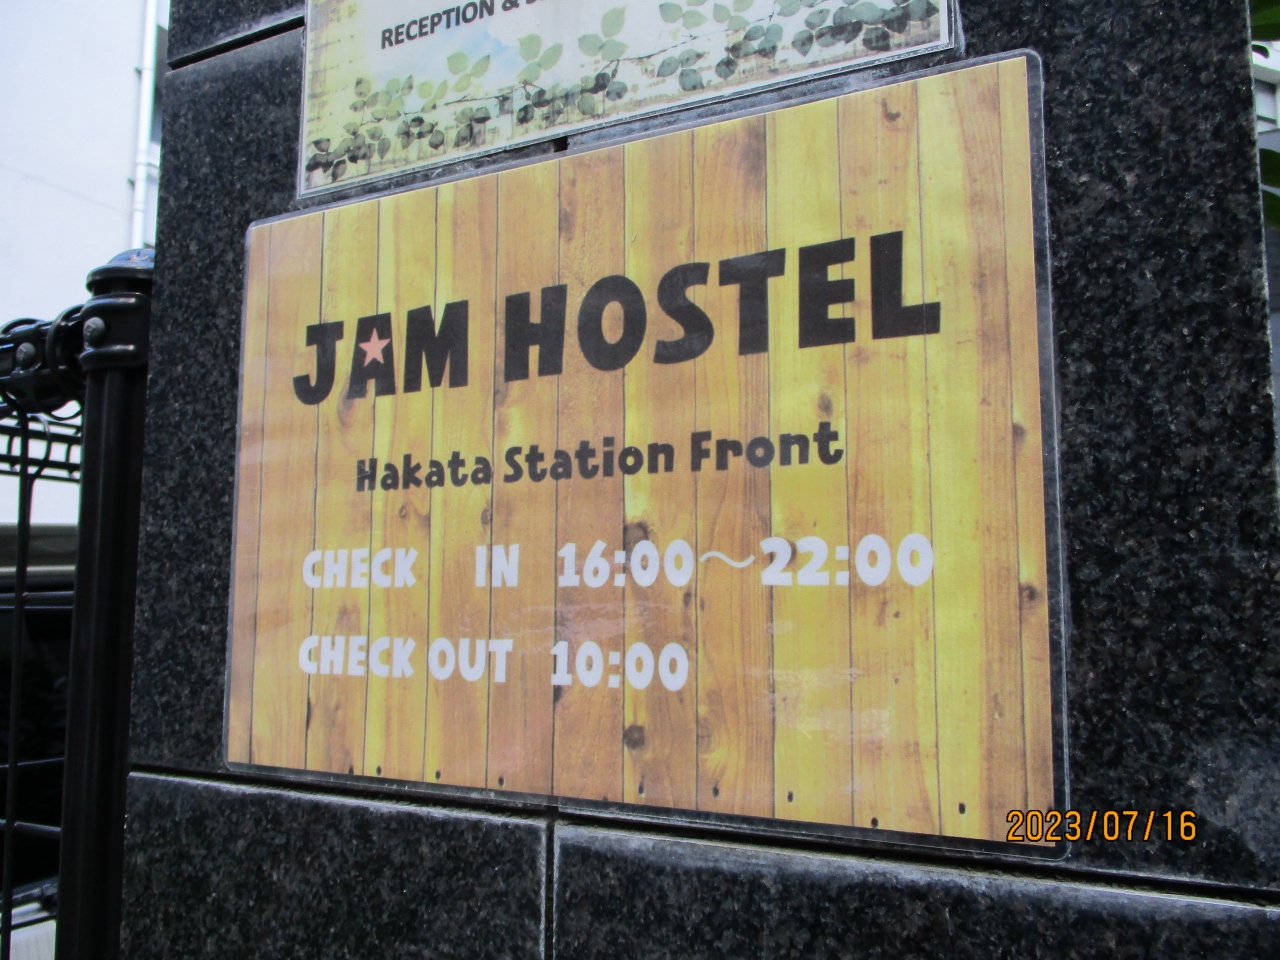 RECEPTION &
JAM HOSTEL
Hakata Station Front
CHECK IN 16:00〜22:00
CHECK OUT 10:00
2023/07/16